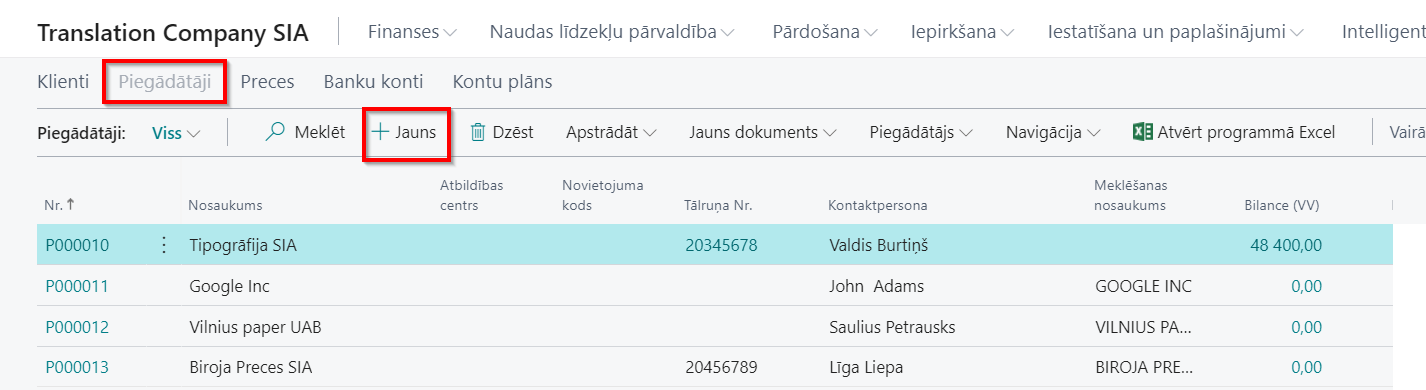 Translation Company SIA Finanses Naudas līdzekļu pārvaldība Pārdošana Iepirkšana Iestatīšana un paplašinājumi Intelligent
Klienti Piegādātāji Preces Banku konti Kontu plāns
Piegādātāji: Viss Meklēt + Jauns Dzēst Apstrādāt Jauns dokuments Piegādātājs Navigācija Atvērt programmā Excel Vairā
Nr. ↑ Nosaukums Atbildības centrs Novietojuma kods Tālruņa Nr. Kontaktpersona Meklēšanas nosaukums Bilance (VV)
P000010 Tipogrāfija SIA 20345678 Valdis Burtiņš 48 400,00
P000011 Google Inc John Adams GOOGLE INC 0,00
P000012 Vilnius paper UAB Saulius Petrausks VILNIUS PA... 0,00
P000013 Biroja Preces SIA 20456789 Līga Liepa BIROJA PRE... 0,00